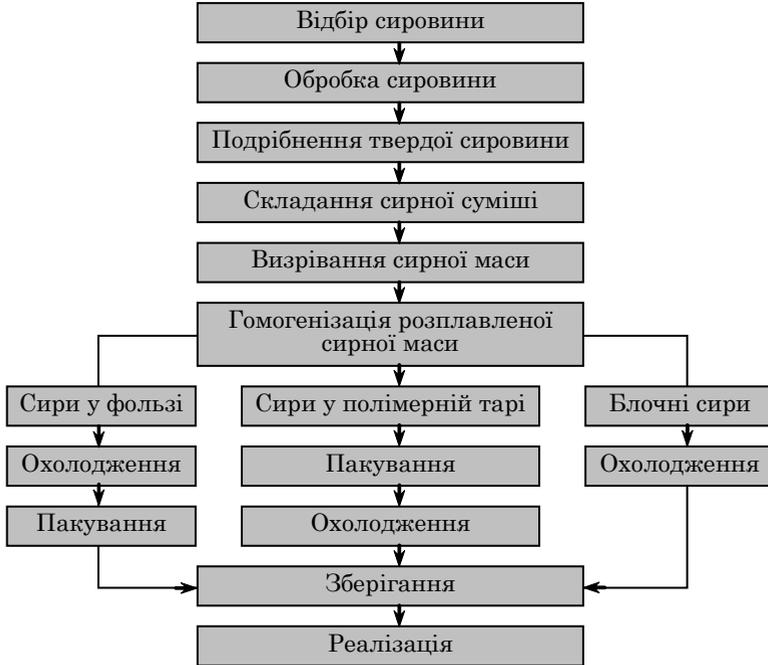 Відбір сировини
Обробка сировини
Подрібнення твердої сировини
Складання сирної суміші
Визрівання сирної маси
Гомогенізація розплавленої
сирної маси
Сири у фользі
Охолодження
Пакування
Сири у полімерній тарі
Пакування
Охолодження
Блочні сири
Охолодження
Зберігання
Реалізація